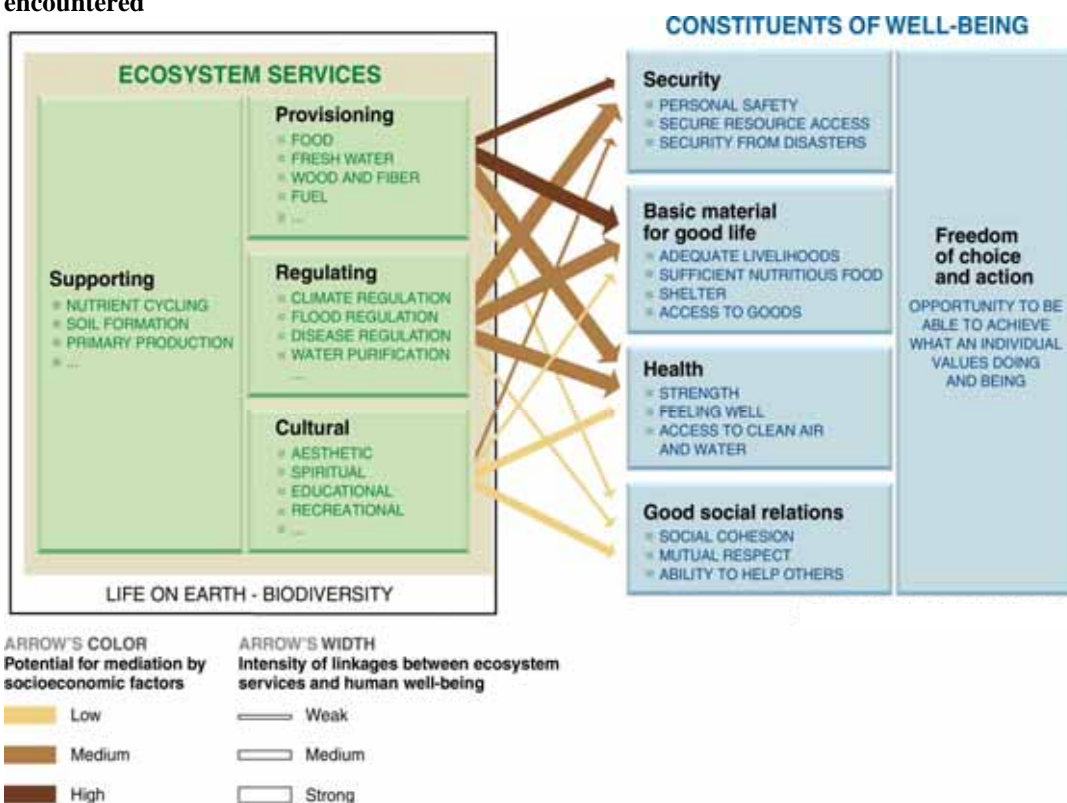 encountered
CONSTITUENTS OF WELL-BEING
ECOSYSTEM SERVICES
Supporting
NUTRIENT CYCLING
SOIL FORMATION
PRIMARY PRODUCTION
...
Provisioning
FOOD
FRESH WATER
WOOD AND FIBER
FUEL
...
Regulating
CLIMATE REGULATION
FLOOD REGULATION
DISEASE REGULATION
WATER PURIFICATION
...
Cultural
AESTHETIC
SPIRITUAL
EDUCATIONAL
RECREATIONAL
...
LIFE ON EARTH - BIODIVERSITY
Security
PERSONAL SAFETY
SECURE RESOURCE ACCESS
SECURITY FROM DISASTERS
Basic material
for good life
ADEQUATE LIVELIHOODS
SUFFICIENT NUTRITIOUS FOOD
SHELTER
ACCESS TO GOODS
Health
STRENGTH
FEELING WELL
ACCESS TO CLEAN AIR
AND WATER
Good social relations
SOCIAL COHESION
MUTUAL RESPECT
ABILITY TO HELP OTHERS
Freedom
of choice
and action
OPPORTUNITY TO BE
ABLE TO ACHIEVE
WHAT AN INDIVIDUAL
VALUES DOING
AND BEING
ARROW'S COLOR
Potential for mediation by
socioeconomic factors
Low
Medium
High
ARROW'S WIDTH
Intensity of linkages between ecosystem
services and human well-being
Weak
Medium
Strong